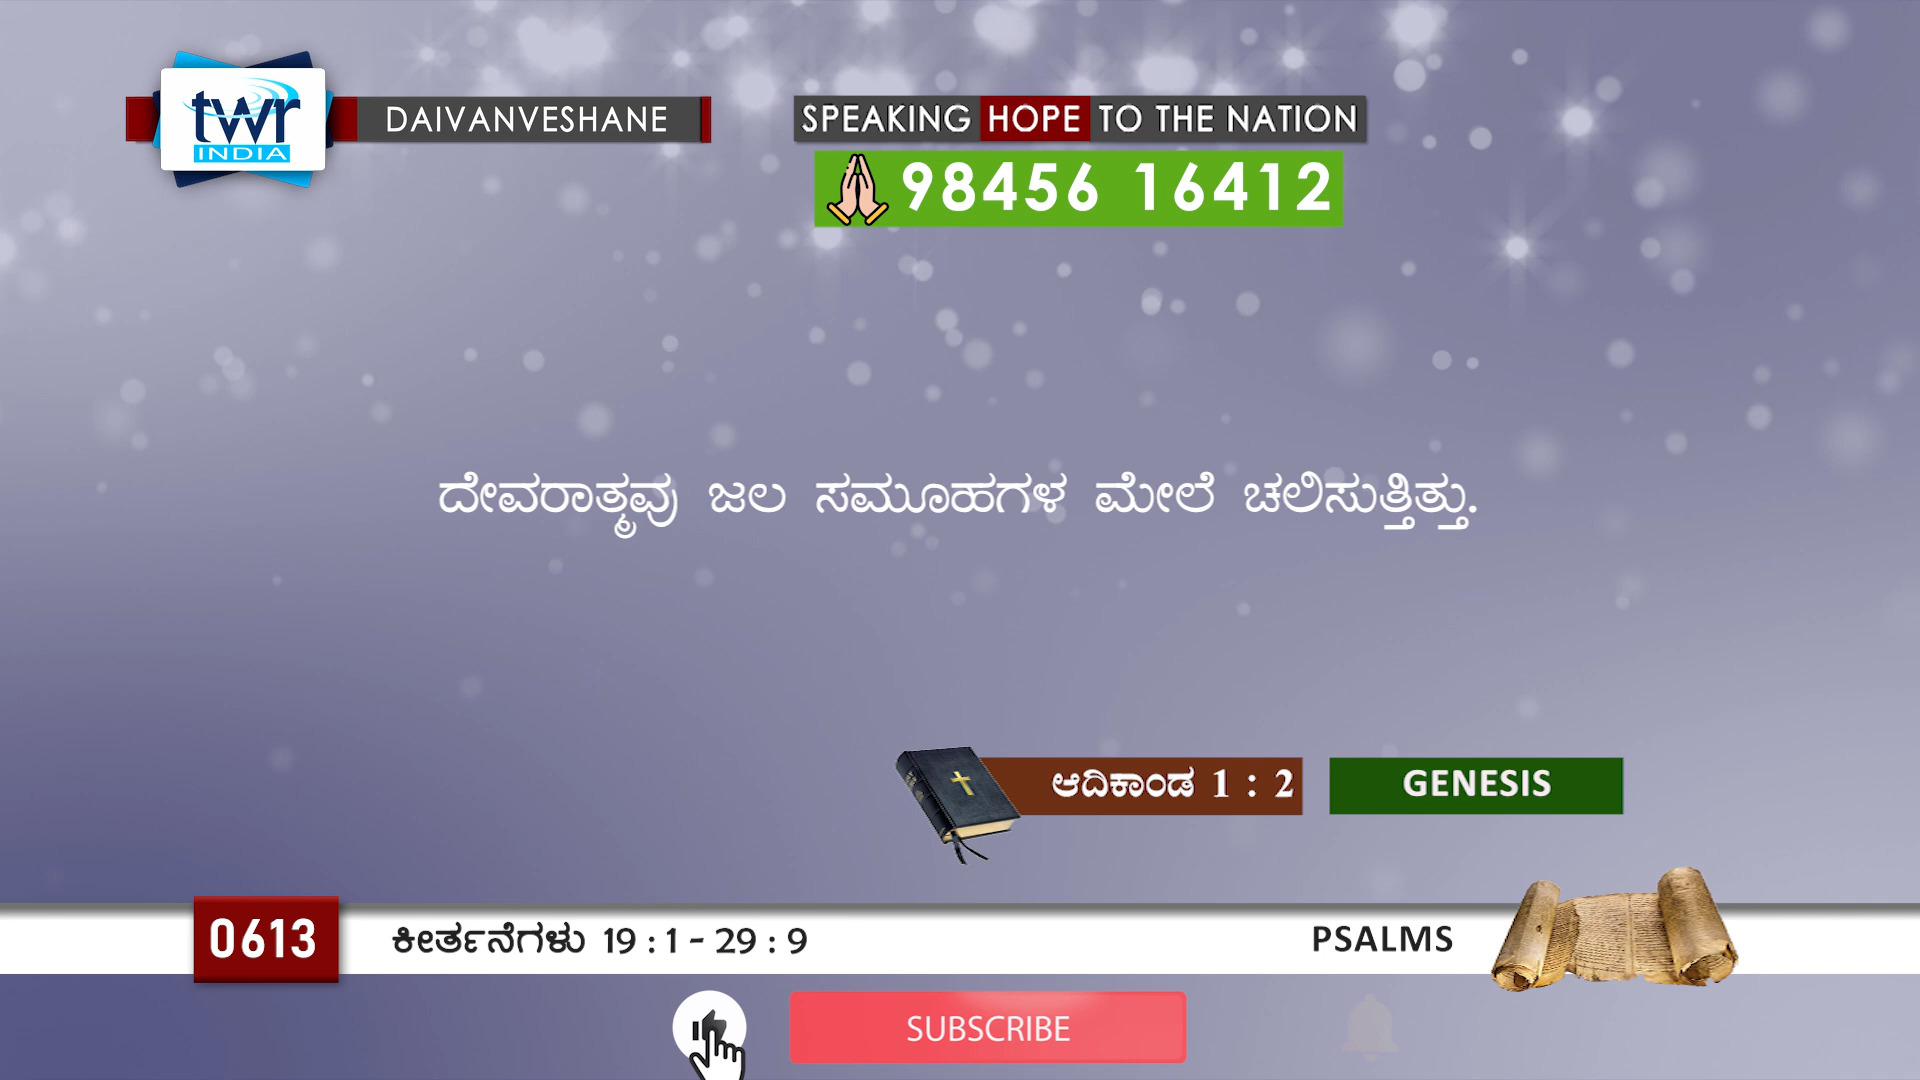 twr
INDIA
DAIVANVESHANE
SPEAKING HOPE TO THE NATION
98456 16412
ದೇವರಾತ್ಮವು ಜಲ ಸಮೂಹಗಳ ಮೇಲೆ ಚಲಿಸುತ್ತಿತ್ತು.
ಆದಿಕಾಂಡ 1 : 2
GENESIS
0613
ಕೀರ್ತನೆಗಳು 19 : 1 - 29 : 9
PSALMS
SUBSCRIBE